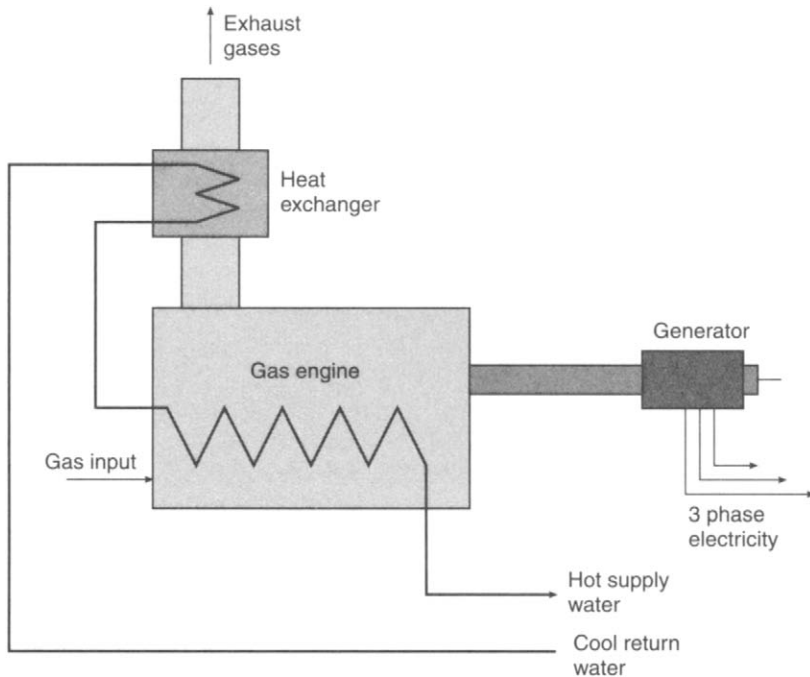 Exhaust
gases
Heat
exchanger
Generator
Gas engine
Gas input
3 phase
electricity
Hot supply
water
Cool return
water